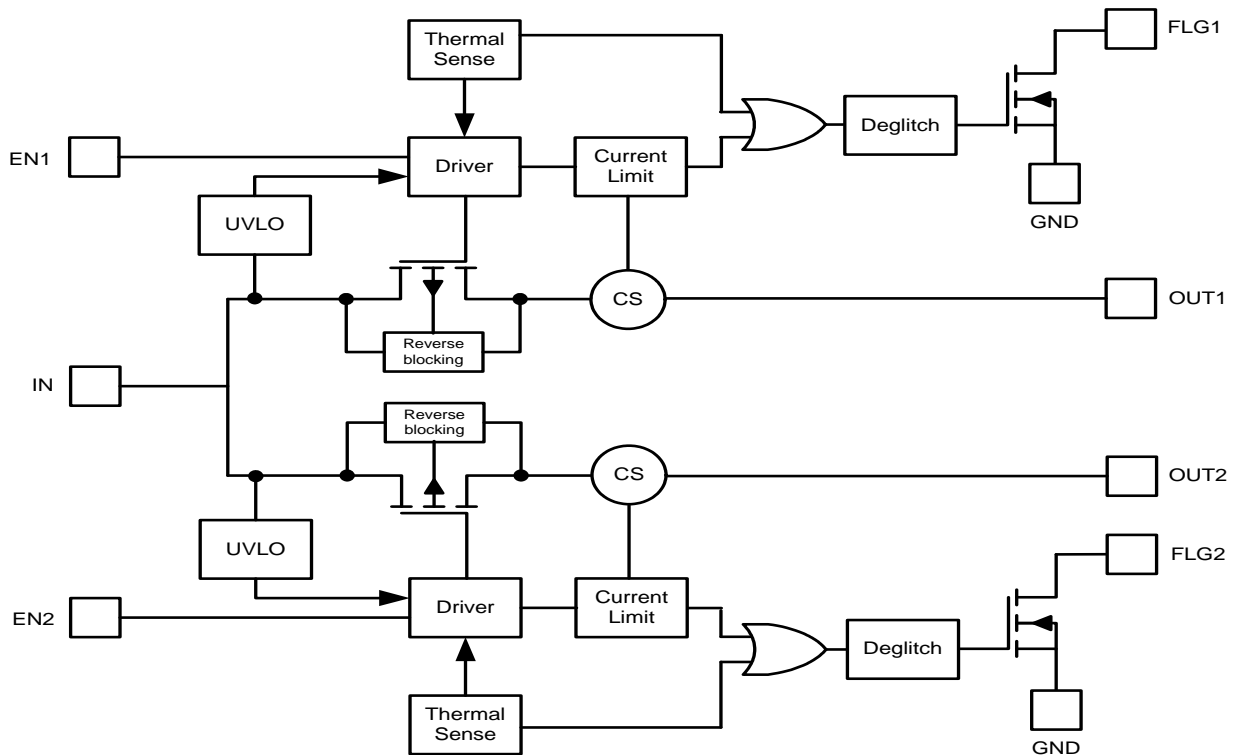 Thermal
Sense
FLG1
Deglitch
EN1
Driver
Current
Limit
UVLO
GND
CS
OUT1
Reverse
blocking
IN
Reverse
blocking
CS
OUT2
UVLO
FLG2
Driver
Current
Limit
EN2
Deglitch
Thermal
Sense
GND